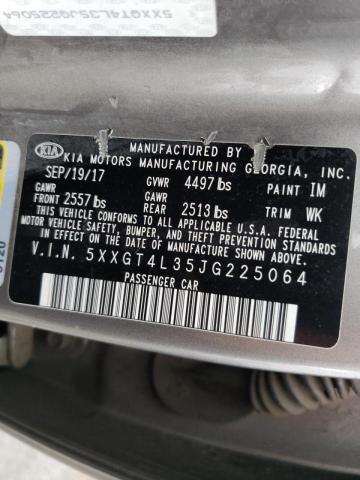 5XXGT4L35JG225064
KIA MANUFACTURED BY
KIA MOTORS MANUFACTURING GEORGIA, INC.
SEP/19/17 GVWR 4497 lbs PAINT IM
GAWR FRONT 2557 lbs GAWR REAR 2513 lbs TRIM WK
THIS VEHICLE CONFORMS TO ALL APPLICABLE U.S.A. FEDERAL
MOTOR VEHICLE SAFETY, BUMPER, AND THEFT PREVENTION
STANDARDS IN EFFECT ON THE DATE OF MANUFACTURE SHOWN ABOVE.
V.I.N. 5XXGT4L35JG225064
PASSENGER CAR